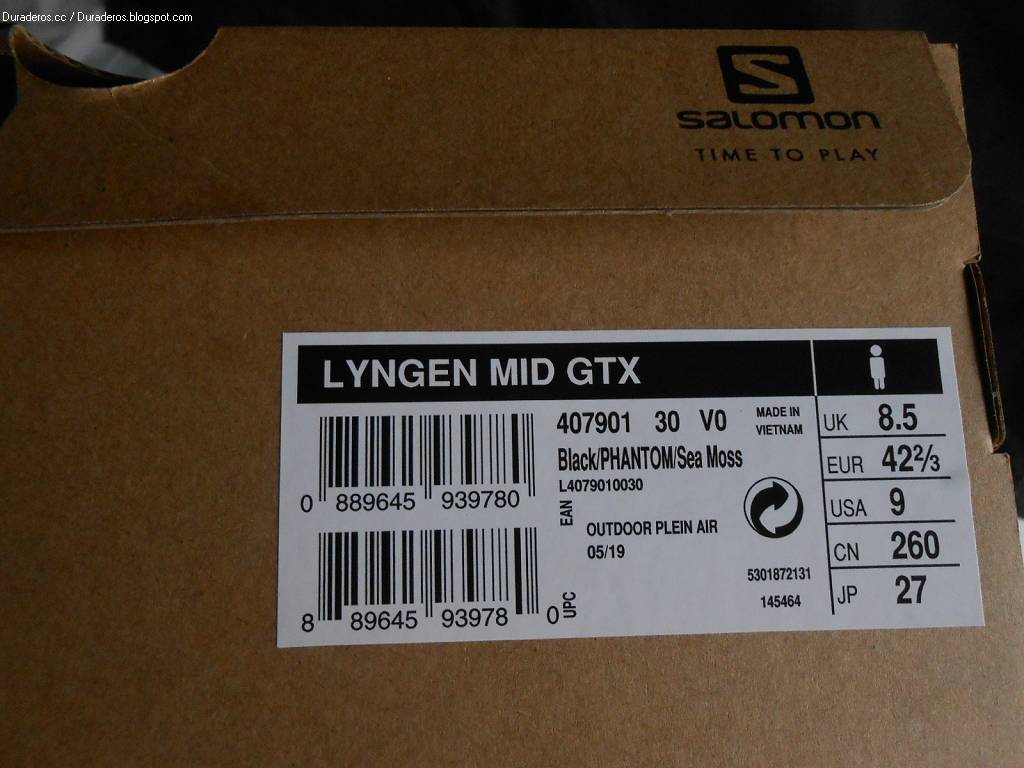 Duraderos.cc / Duraderos.blogspot.com
S
SALOMON
TIME TO PLAY
LYNGEN MID GTX
407901 30 V0
MADE IN
VIETNAM
Black/PHANTOM/Sea Moss
L4079010030
0 889645 939780
EAN
OUTDOOR PLEIN AIR
05/19
5301872131
145464
8 89645 93978 0
UPC
UK 8.5
EUR 42⅔
USA 9
CN 260
JP 27